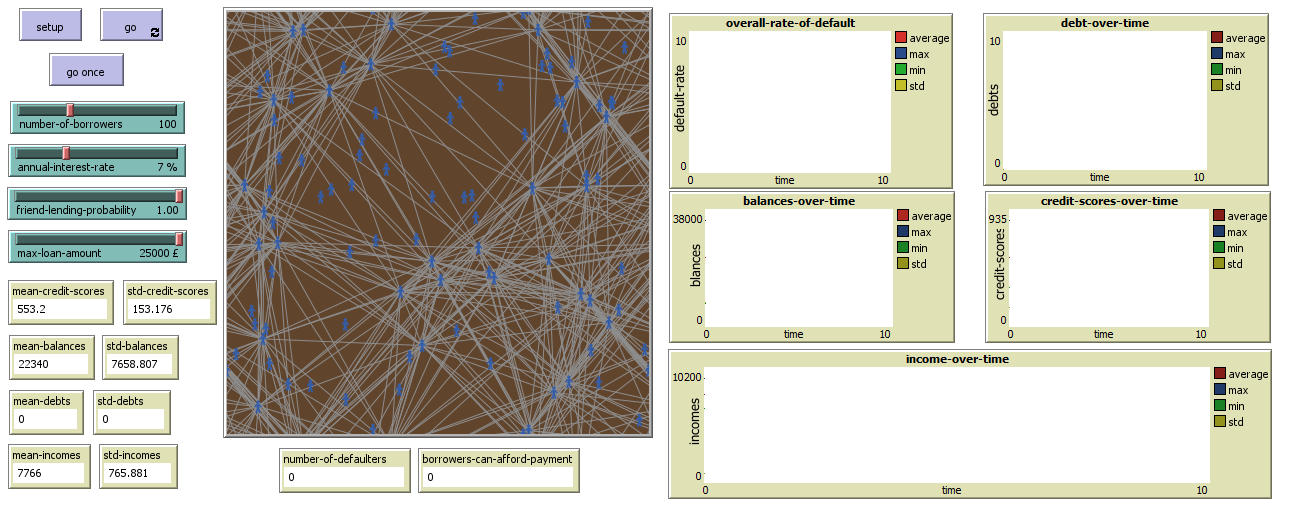 setup
go
go once
number-of-borrowers 100
annual-interest-rate 7 %
friend-lending-probability 1.00
max-loan-amount 25000 £
mean-credit-scores
553.2
std-credit-scores
153.176
mean-balances
22340
std-balances
7658.807
mean-debts
0
std-debts
0
mean-incomes
7766
std-incomes
765.881
number-of-defaulters
0
borrowers-can-afford-payment
0
overall-rate-of-default
default-rate
10
0
0
time
10
average
max
min
std
debt-over-time
debts
10
0
0
time
10
average
max
min
std
balances-over-time
blances
38000
0
0
time
10
average
max
min
std
credit-scores-over-time
credit-scores
935
0
0
time
10
average
max
min
std
income-over-time
incomes
10200
0
0
time
10
average
max
min
std